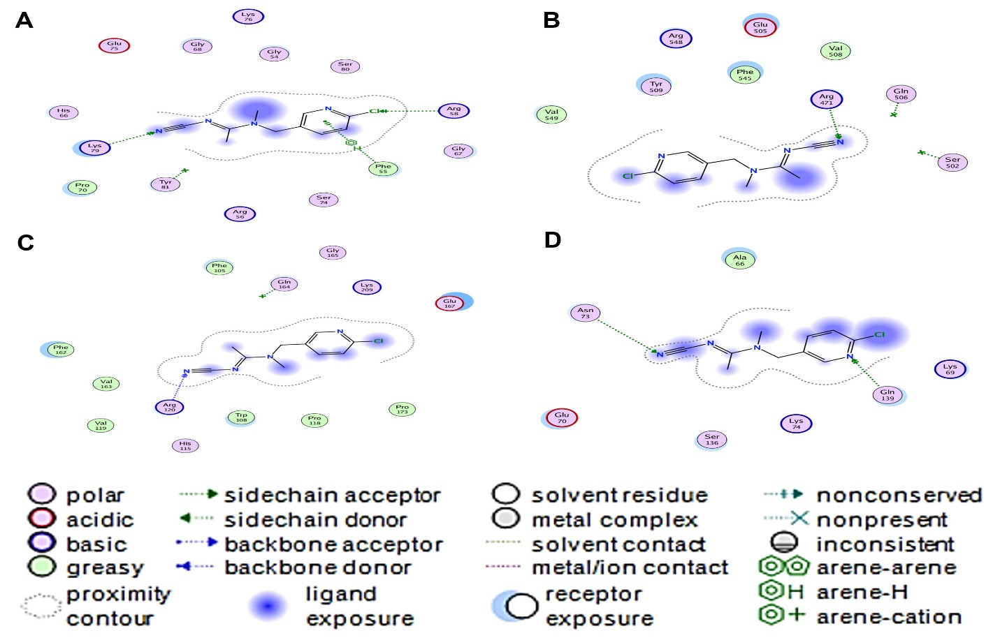 A
Lys
76
Glu
75
Gly
68
Gly
54
Ser
80
His
66
N
N
N
N
Cl
Arg
58
Lys
79
Gly
67
H
Phe
55
Pro
70
Tyr
81
Ser
74
Arg
56
B
Glu
505
Arg
548
Val
508
Phe
545
Tyr
509
Gln
506
Arg
471
Val
549
N
N
N
N
Cl
Ser
502
C
Gly
165
Phe
105
Gln
164
Lys
209
Glu
167
Phe
162
N
Cl
N
N
N
Val
163
Arg
120
Val
119
Trp
108
Pro
118
Pro
173
His
115
D
Ala
66
Asn
73
N
N
N
N
Cl
Lys
69
Gln
139
Glu
70
Lys
74
Ser
136
polar
acidic
basic
greasy
proximity
contour
sidechain acceptor
sidechain donor
backbone acceptor
backbone donor
ligand
exposure
solvent residue
metal complex
solvent contact
metal/ion contact
receptor
exposure
nonconserved
nonpresent
inconsistent
arene-arene
H arene-H
arene-cation